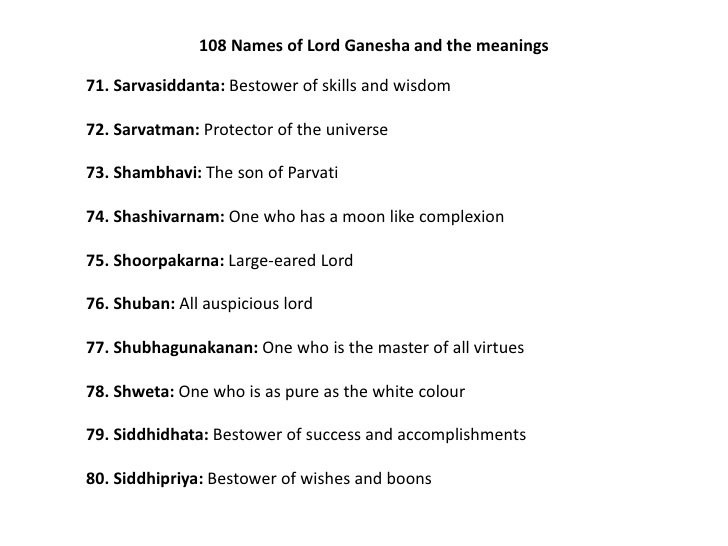 108 Names of Lord Ganesha and the meanings
71. Sarvasiddanta: Bestower of skills and wisdom
72. Sarvatman: Protector of the universe
73. Shambhavi: The son of Parvati
74. Shashivarnam: One who has a moon like complexion
75. Shoorpakarna: Large-eared Lord
76. Shuban: All auspicious lord
77. Shubhagunakanan: One who is the master of all virtues
78. Shweta: One who is as pure as the white colour
79. Siddhidhata: Bestower of success and accomplishments
80. Siddhipriya: Bestower of wishes and boons